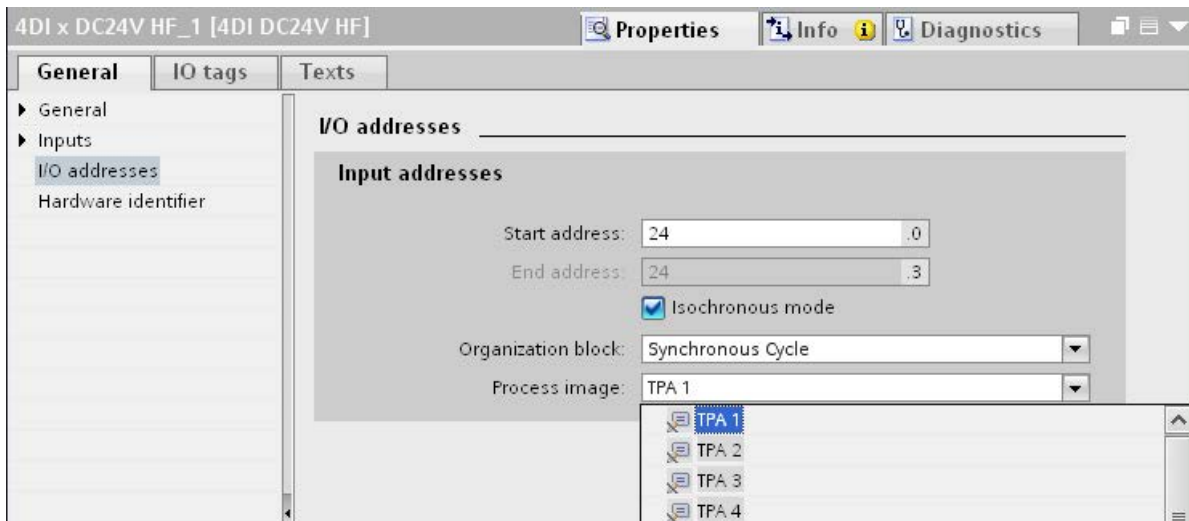 4DI x DC24V HF_1 [4DI DC24V HF]
Properties
Info
Diagnostics
General
IO tags
Texts
General
Inputs
I/O addresses
Hardware identifier
I/O addresses
Input addresses
Start address: 24 .0
End address: 24 .3
Isochronous mode
Organization block: Synchronous Cycle
Process image: TPA 1
TPA 1
TPA 2
TPA 3
TPA 4